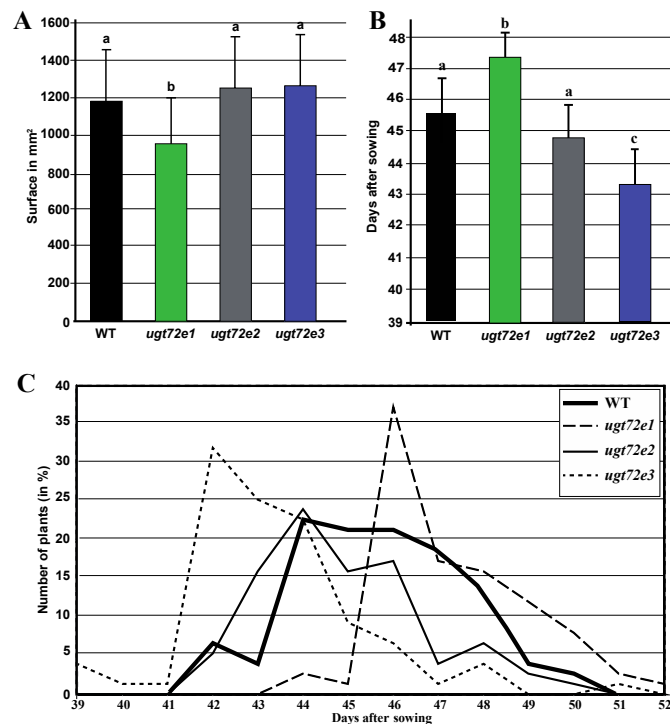 A
1600
1400
1200
1000
800
600
400
200
0
Surface in mm²
a
b
a
a
WT
ugt72e1
ugt72e2
ugt72e3
B
48
47
46
45
44
43
42
41
40
39
Days after sowing
a
b
a
c
WT
ugt72e1
ugt72e2
ugt72e3
C
40
35
30
25
20
15
10
5
0
Number of plants (in %)
WT
ugt72e1
ugt72e2
ugt72e3
39 40 41 42 43 44 45 46 47 48 49 50 51 52
Days after sowing